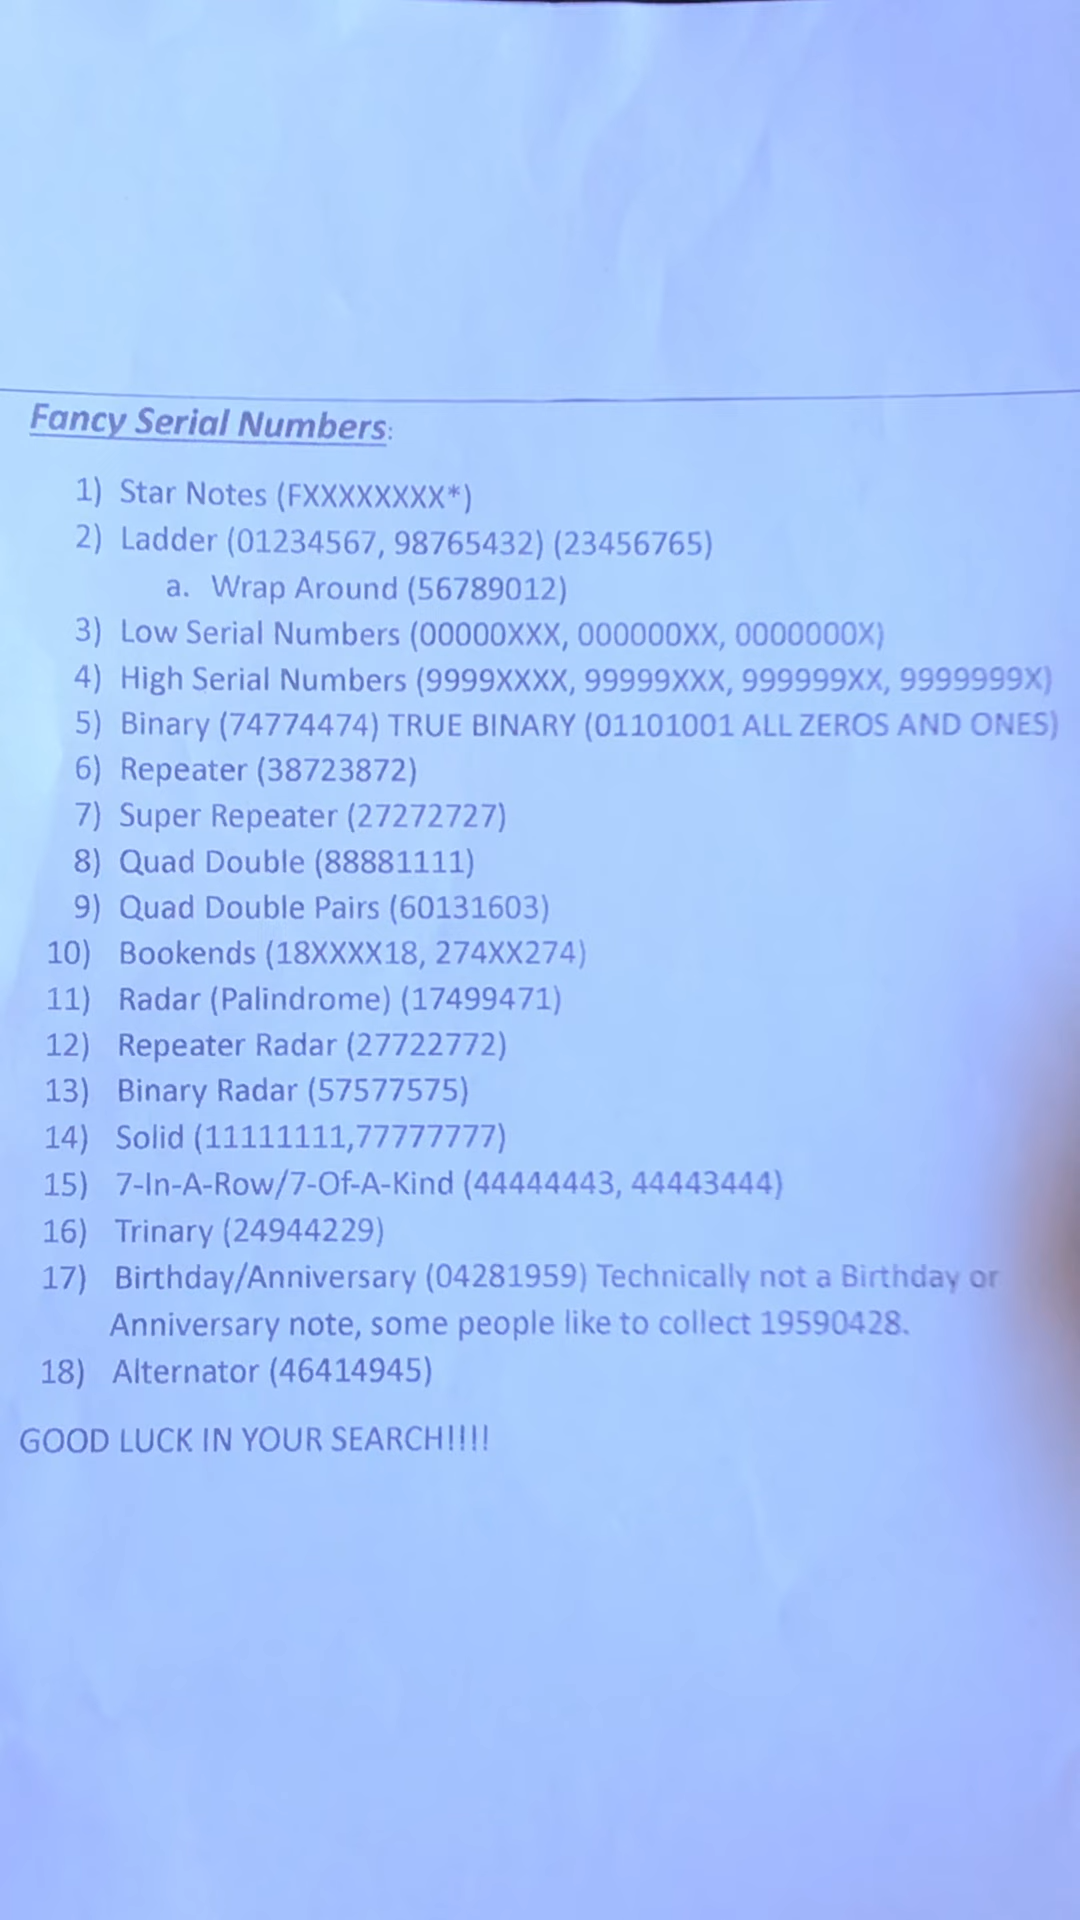 Fancy Serial Numbers:
1) Star Notes (FXXXXXXXX*)
2) Ladder (01234567, 98765432) (23456765)
a. Wrap Around (56789012)
3) Low Serial Numbers (00000XXX, 000000XX, 0000000X)
4) High Serial Numbers (9999XXXX, 99999XXX, 999999XX, 9999999X)
5) Binary (74774474) TRUE BINARY (01101001 ALL ZEROS AND ONES)
6) Repeater (38723872)
7) Super Repeater (27272727)
8) Quad Double (88881111)
9) Quad Double Pairs (60131603)
10) Bookends (18XXXX18, 274XX274)
11) Radar (Palindrome) (17499471)
12) Repeater Radar (27722772)
13) Binary Radar (57577575)
14) Solid (11111111,77777777)
15) 7-In-A-Row/7-Of-A-Kind (44444443, 44443444)
16) Trinary (24944229)
17) Birthday/Anniversary (04281959) Technically not a Birthday or
Anniversary note, some people like to collect 19590428.
18) Alternator (46414945)
GOOD LUCK IN YOUR SEARCH!!!!